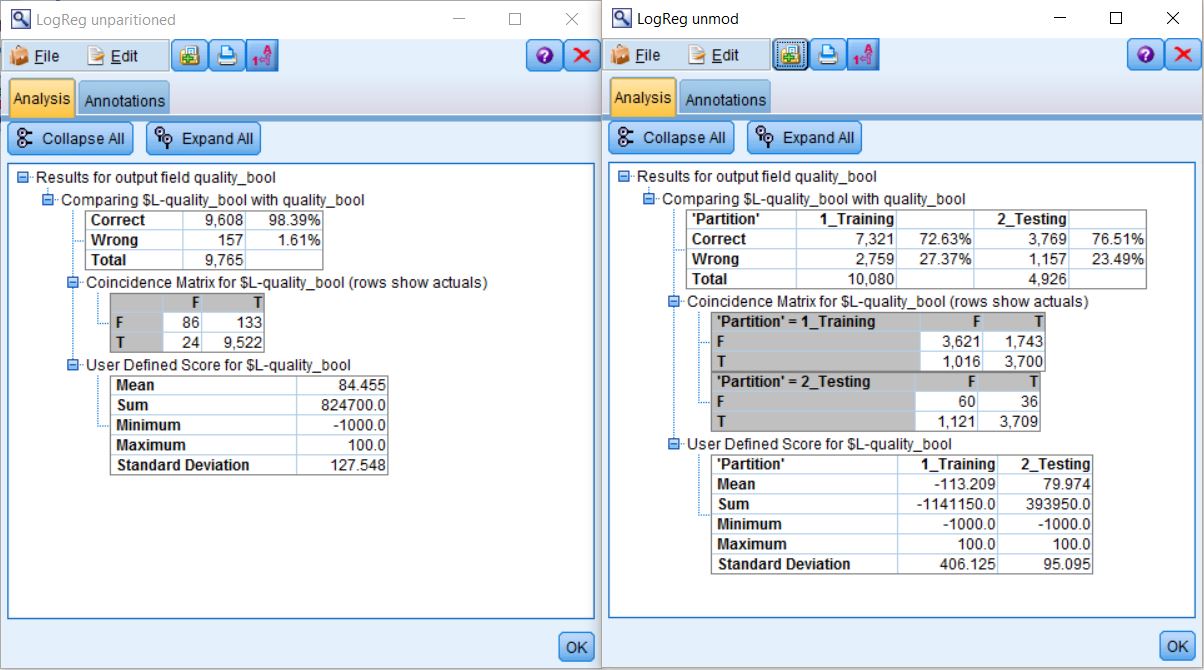 LogReg unparitioned
File Edit
Analysis Annotations
Collapse All Expand All
Results for output field quality_bool
Comparing $L-quality_bool with quality_bool
Correct 9,608 98.39%
Wrong 157 1.61%
Total 9,765
Coincidence Matrix for $L-quality_bool (rows show actuals)
F T
F 86 133
T 24 9,522
User Defined Score for $L-quality_bool
Mean 84.455
Sum 824700.0
Minimum -1000.0
Maximum 100.0
Standard Deviation 127.548
OK
LogReg unmod
File Edit
Analysis Annotations
Collapse All Expand All
Results for output field quality_bool
Comparing $L-quality_bool with quality_bool
'Partition' 1_Training 2_Testing
Correct 7,321 72.63% 3,769 76.51%
Wrong 2,759 27.37% 1,157 23.49%
Total 10,080 4,926
Coincidence Matrix for $L-quality_bool (rows show actuals)
'Partition' = 1_Training F T
F 3,621 1,743
T 1,016 3,700
'Partition' = 2_Testing F T
F 60 36
T 1,121 3,709
User Defined Score for $L-quality_bool
'Partition' 1_Training 2_Testing
Mean -113.209 79.974
Sum -1141150.0 393950.0
Minimum -1000.0 -1000.0
Maximum 100.0 100.0
Standard Deviation 406.125 95.095
OK